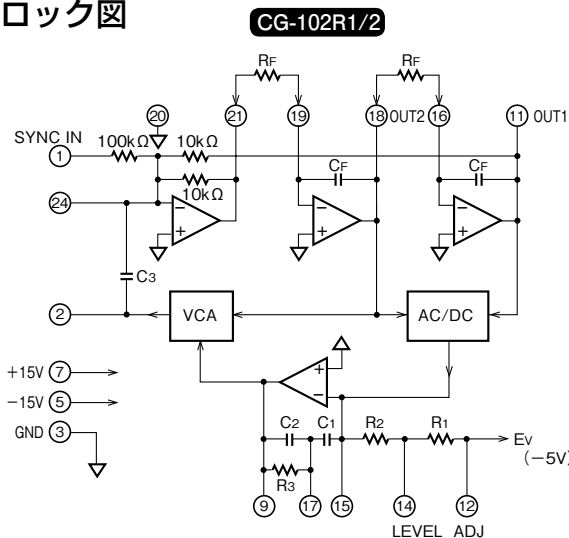 ロック図
CG-102R1/2
RF
RF
20
21
19
18
OUT2
16
11
OUT1
SYNC IN
1
100kΩ
10kΩ
10kΩ
CF
CF
24
−
+
−
+
−
+
C3
2
VCA
AC/DC
+15V
7
−15V
5
GND
3
+
−
C2
C1
R2
R1
EV
(−5V)
R3
9
17
15
14
12
LEVEL
ADJ